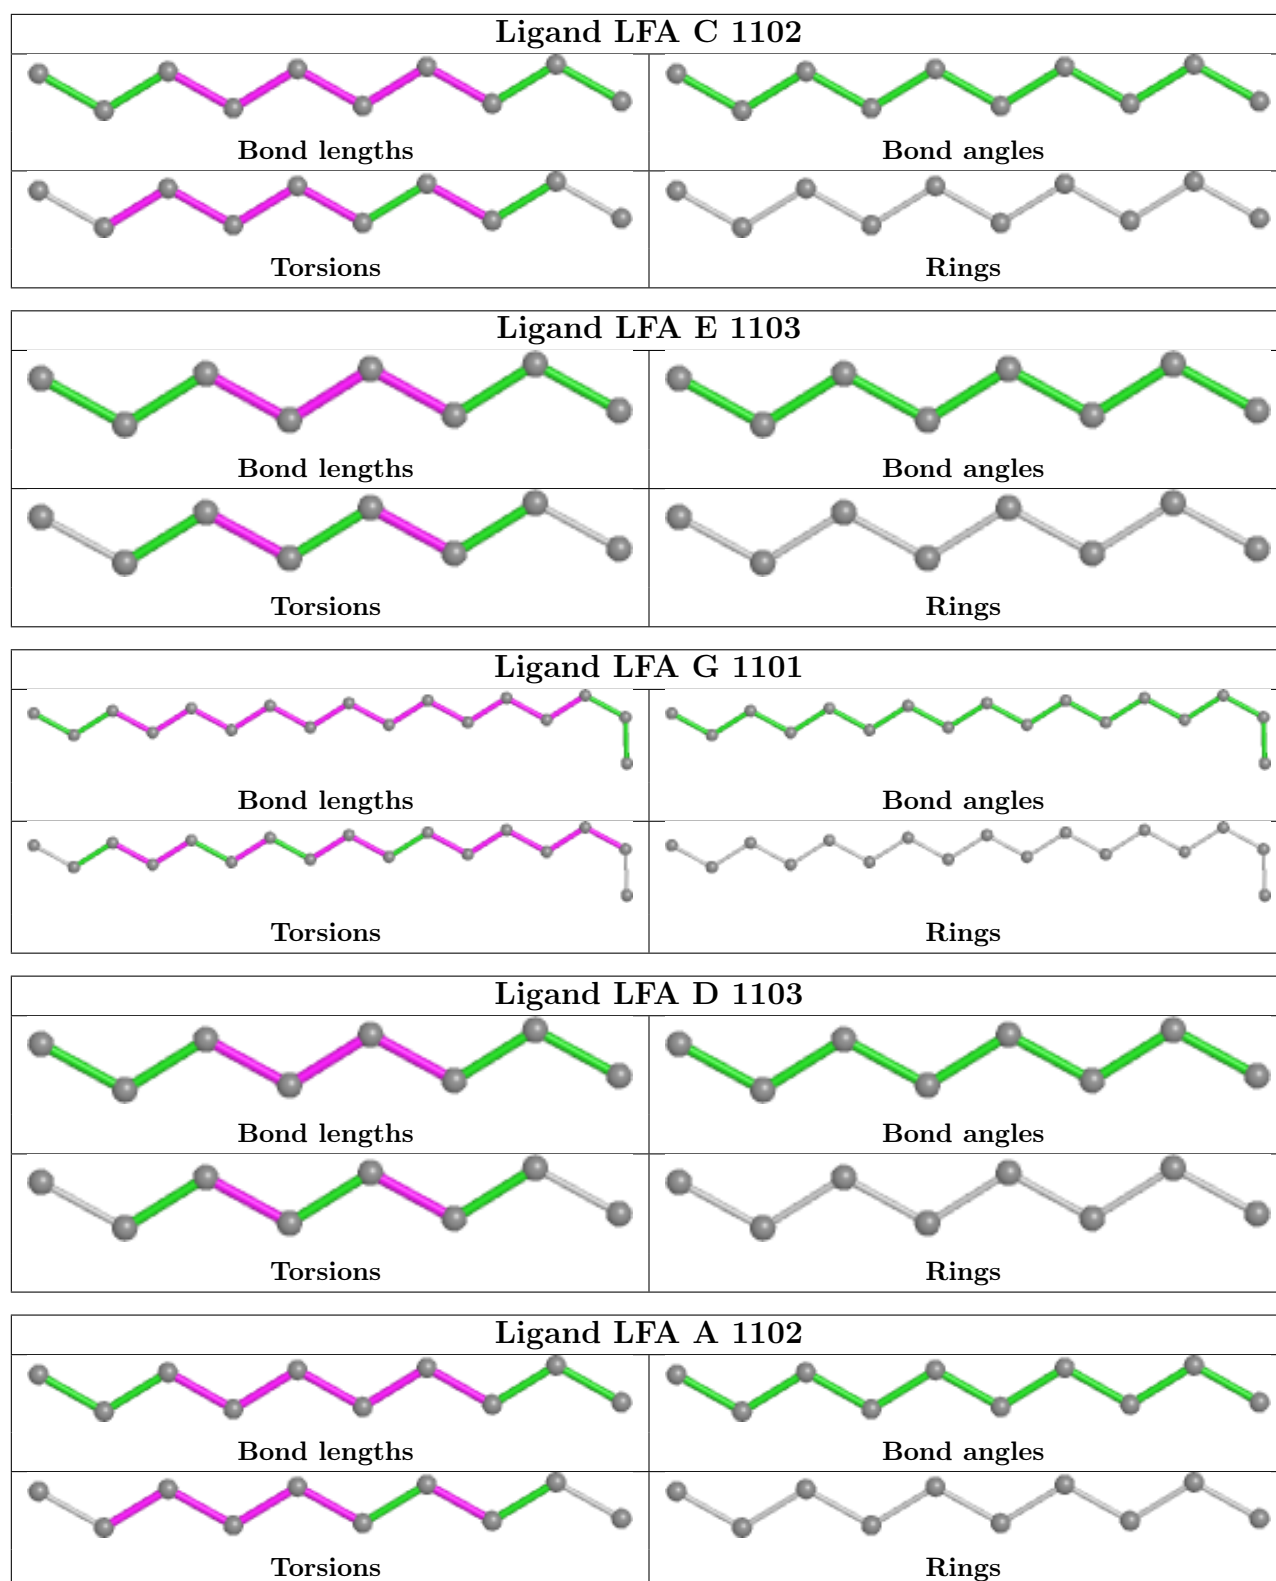 Ligand LFA C 1102
Bond lengths
Bond angles
Torsions
Rings
Ligand LFA E 1103
Bond lengths
Bond angles
Torsions
Rings
Ligand LFA G 1101
Bond lengths
Bond angles
Torsions
Rings
Ligand LFA D 1103
Bond lengths
Bond angles
Torsions
Rings
Ligand LFA A 1102
Bond lengths
Bond angles
Torsions
Rings